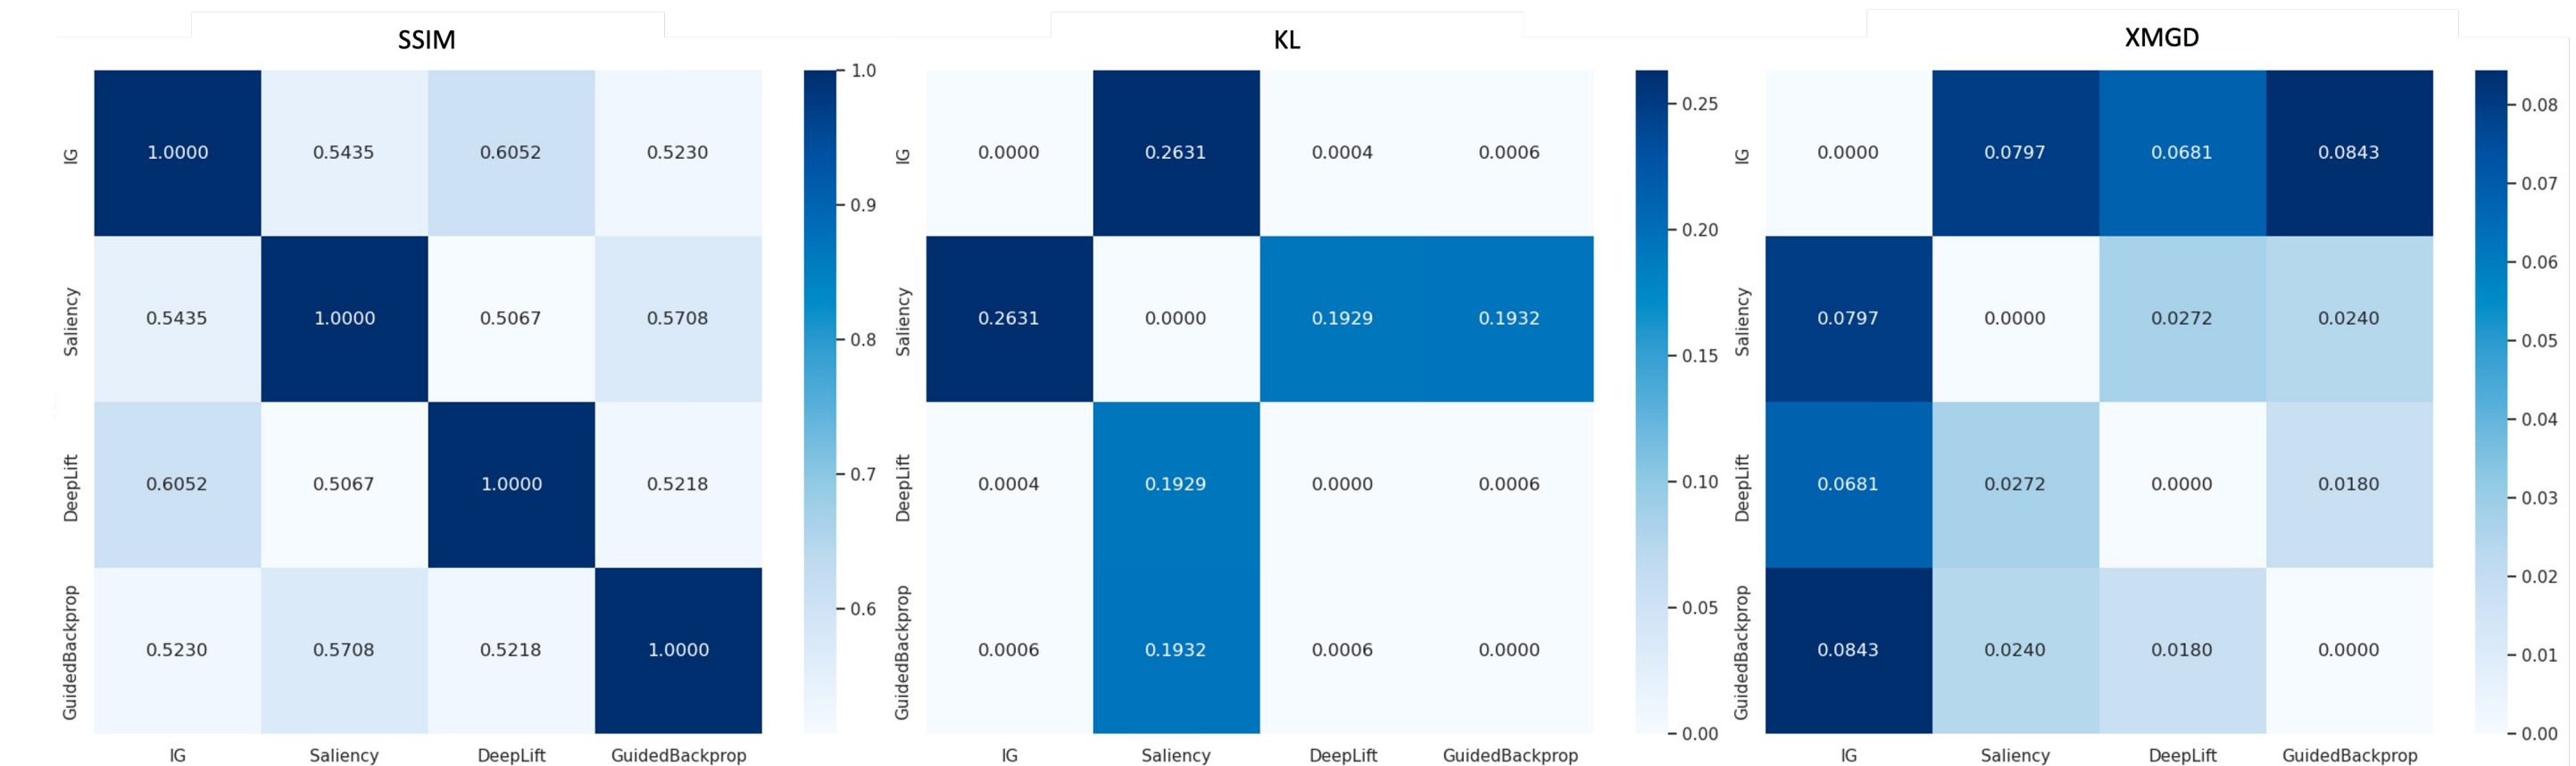 SSIM
IG 1.0000 0.5435 0.6052 0.5230
Saliency 0.5435 1.0000 0.5067 0.5708
DeepLift 0.6052 0.5067 1.0000 0.5218
GuidedBackprop 0.5230 0.5708 0.5218 1.0000
IG Saliency DeepLift GuidedBackprop
1.0
0.9
0.8
0.7
0.6
KL
IG 0.0000 0.2631 0.0004 0.0006
Saliency 0.2631 0.0000 0.1929 0.1932
DeepLift 0.0004 0.1929 0.0000 0.0006
GuidedBackprop 0.0006 0.1932 0.0006 0.0000
IG Saliency DeepLift GuidedBackprop
0.25
0.20
0.15
0.10
0.05
0.00
XMGD
IG 0.0000 0.0797 0.0681 0.0843
Saliency 0.0797 0.0000 0.0272 0.0240
DeepLift 0.0681 0.0272 0.0000 0.0180
GuidedBackprop 0.0843 0.0240 0.0180 0.0000
IG Saliency DeepLift GuidedBackprop
0.08
0.07
0.06
0.05
0.04
0.03
0.02
0.01
0.00